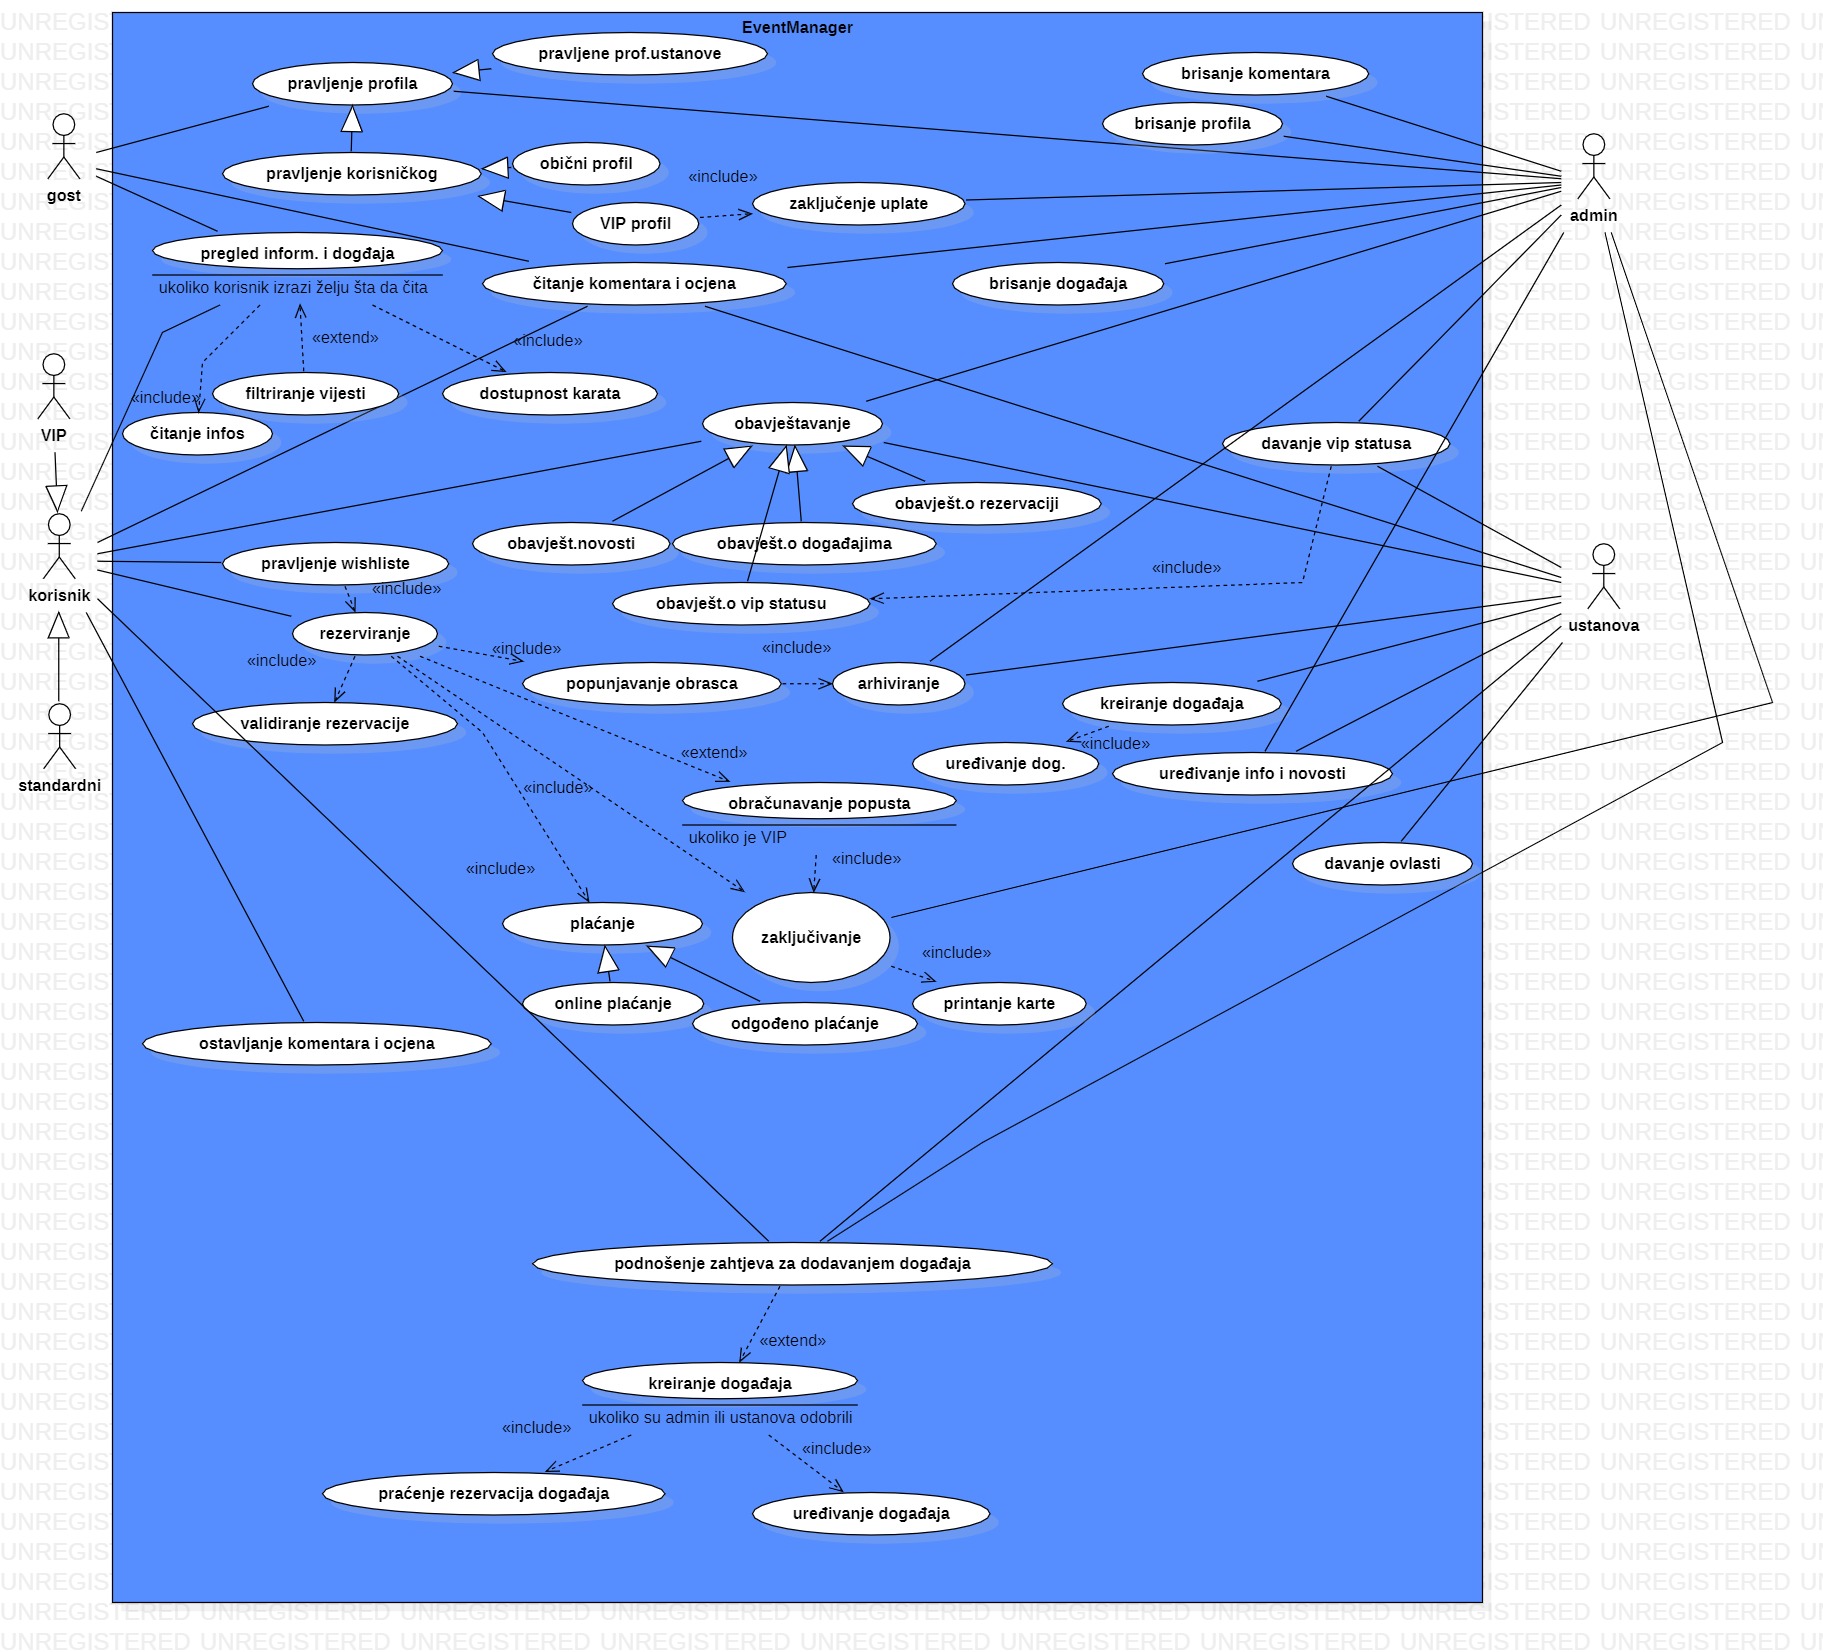 EventManager
pravljene prof.ustanove
pravljenje profila
brisanje komentara
brisanje profila
gost
pravljenje korisničkog
obični profil
«include»
VIP profil
zaključenje uplate
admin
pregled inform. i dogđaja
ukoliko korisnik izrazi želju šta da čita
čitanje komentara i ocjena
brisanje događaja
«extend»
«include»
«include»
filtriranje vijesti
dostupnost karata
čitanje infos
VIP
obavještavanje
davanje vip statusa
obavješt.o rezervaciji
obavješt.novosti
obavješt.o događajima
pravljenje wishliste
«include»
«include»
korisnik
obavješt.o vip statusu
ustanova
rezerviranje
«include»
«include»
«include»
popunjavanje obrasca
arhiviranje
kreiranje događaja
validiranje rezervacije
«include»
«extend»
uređivanje dog.
uređivanje info i novosti
standardni
«include»
obračunavanje popusta
ukoliko je VIP
«include»
«include»
davanje ovlasti
plaćanje
zaključivanje
«include»
online plaćanje
odgođeno plaćanje
printanje karte
ostavljanje komentara i ocjena
podnošenje zahtjeva za dodavanjem događaja
«extend»
kreiranje događaja
ukoliko su admin ili ustanova odobrili
«include»
«include»
praćenje rezervacija događaja
uređivanje događaja
UNREGISTERED UNREGISTERED UNREGISTERED UNREGISTERED UNREGISTERED UNREGISTERED UNREGISTERED UNREGISTERED UNREGISTERED